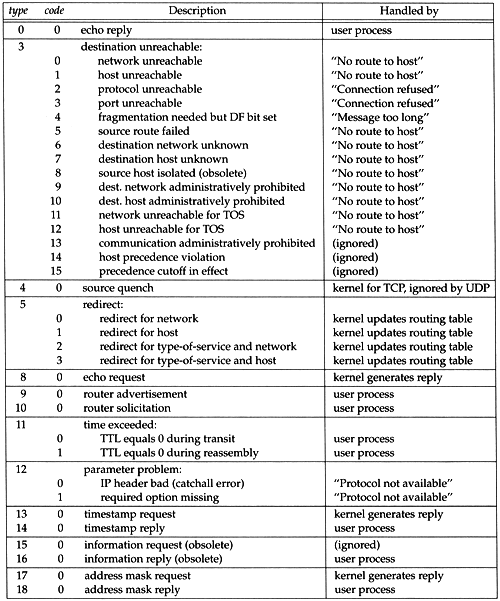 type code Description Handled by
0 0 echo reply user process
3 destination unreachable:
0 network unreachable "No route to host"
1 host unreachable "No route to host"
2 protocol unreachable "Connection refused"
3 port unreachable "Connection refused"
4 fragmentation needed but DF bit set "Message too long"
5 source route failed "No route to host"
6 destination network unknown "No route to host"
7 destination host unknown "No route to host"
8 source host isolated (obsolete) "No route to host"
9 dest. network administratively prohibited "No route to host"
10 dest. host administratively prohibited "No route to host"
11 network unreachable for TOS "No route to host"
12 host unreachable for TOS "No route to host"
13 communication administratively prohibited (ignored)
14 host precedence violation (ignored)
15 precedence cutoff in effect (ignored)
4 0 source quench kernel for TCP, ignored by UDP
5 redirect:
0 redirect for network kernel updates routing table
1 redirect for host kernel updates routing table
2 redirect for type-of-service and network kernel updates routing table
3 redirect for type-of-service and host kernel updates routing table
8 0 echo request kernel generates reply
9 0 router advertisement user process
10 0 router solicitation user process
11 time exceeded:
0 TTL equals 0 during transit user process
1 TTL equals 0 during reassembly user process
12 parameter problem:
0 IP header bad (catchall error) "Protocol not available"
1 required option missing "Protocol not available"
13 0 timestamp request kernel generates reply
14 0 timestamp reply user process
15 0 information request (obsolete) (ignored)
16 0 information reply (obsolete) user process
17 0 address mask request kernel generates reply
18 0 address mask reply user process